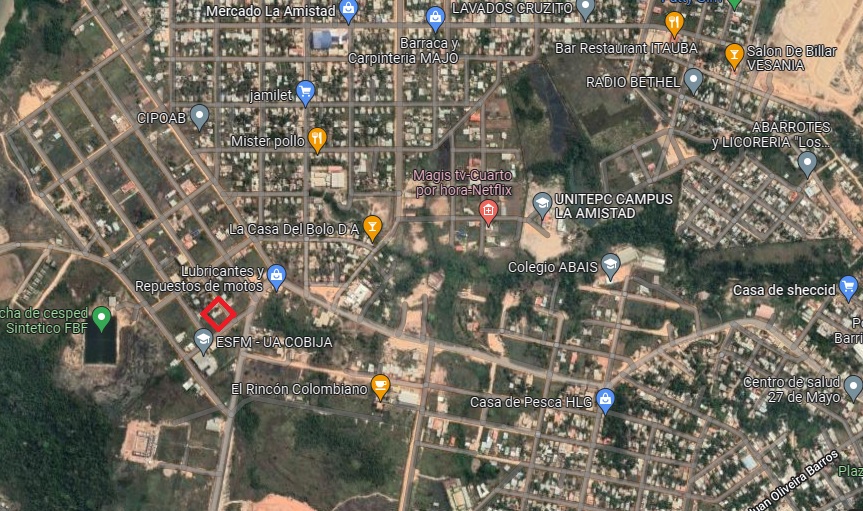 Mercado La Amistad
LAVADOS CRUZITO
Barraca y
Carpinteria MAJO
Bar Restaurant ITAUBA
Salon De Billar
VESANIA
RADIO BETHEL
jamilet
CIPOAB
Mister pollo
ABARROTES
y LICORERIA "Los...
Magis tv-Cuarto
por hora-Netflix
UNITEPC CAMPUS
LA AMISTAD
La Casa Del Bolo D.A
Colegio ABAIS
Lubricantes y
Repuestos de motos
Casa de sheccid
cha de cesped
Sintetico FBF
ESFM - UA COBIJA
P
Barri
El Rincón Colombiano
Casa de Pesca HLG
Centro de salud
27 de Mayo
Juan Oliveira Barros
Plaz